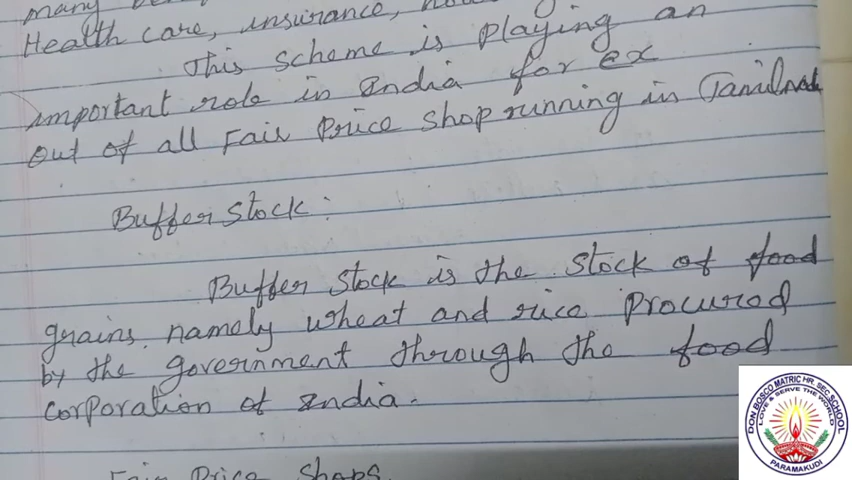 many
Health care, insurance,
This scheme is playing an
important role in India for ex
out of all Fair Price shop running in Tamilnadu
Buffer stock:
Buffer stock is the stock of food
grains, namely wheat and rice procured
by the government through the food
corporation of India.
Fair Price shops
DON BOSCO MATRIC HR. SEC. SCHOOL
LOVE & SERVE THE WORLD
PARAMAKUDI